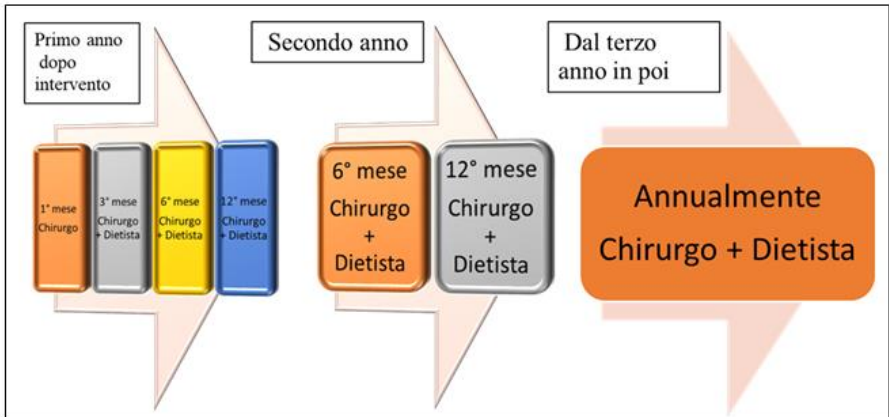 Primo anno
dopo
intervento
1° mese
Chirurgo
3° mese
Chirurgo
+ Dietista
6° mese
Chirurgo
+ Dietista
12° mese
Chirurgo
+ Dietista
Secondo anno
6° mese
Chirurgo
+
Dietista
12° mese
Chirurgo
+
Dietista
Dal terzo
anno in poi
Annualmente
Chirurgo + Dietista